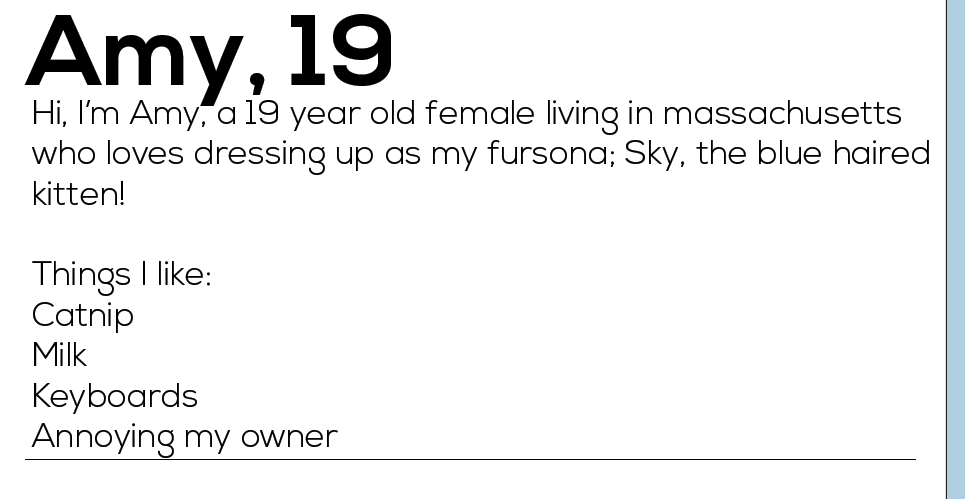 Amy, 19
Hi, I'm Amy, a 19 year old female living in massachusetts
who loves dressing up as my fursona; Sky, the blue haired
kitten!
Things I like:
Catnip
Milk
Keyboards
Annoying my owner